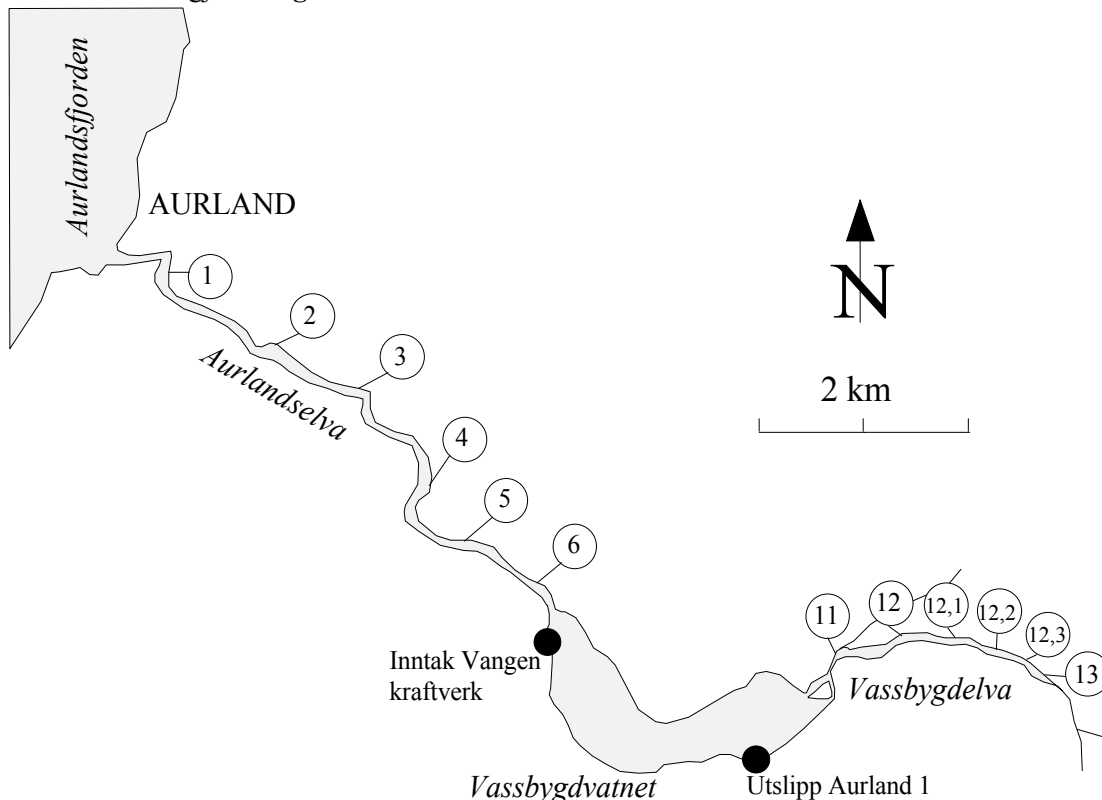 Aurlandsfjorden
AURLAND
1
2
3
Aurlandselva
4
5
6
N
2 km
11
12
12,1
12,2
12,3
13
Inntak Vangen
kraftverk
Vassbygdelva
Vassbygdvatnet
Utslipp Aurland 1